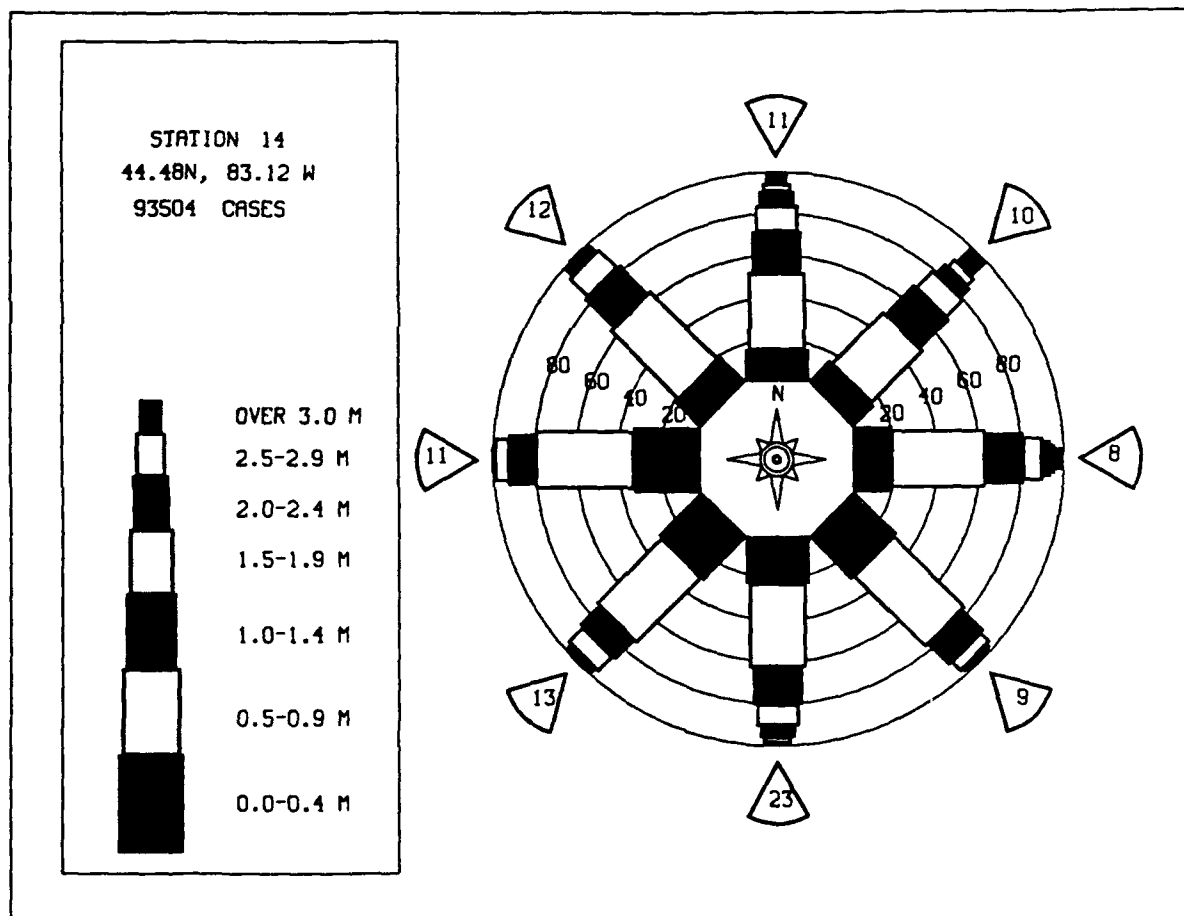 STATION 14
44.48N, 83.12 W
93504 CASES
OVER 3.0 M
2.5-2.9 M
2.0-2.4 M
1.5-1.9 M
1.0-1.4 M
0.5-0.9 M
0.0-0.4 M
11
12
10
80
60
40
20
N
20
40
60
80
11
8
13
9
23